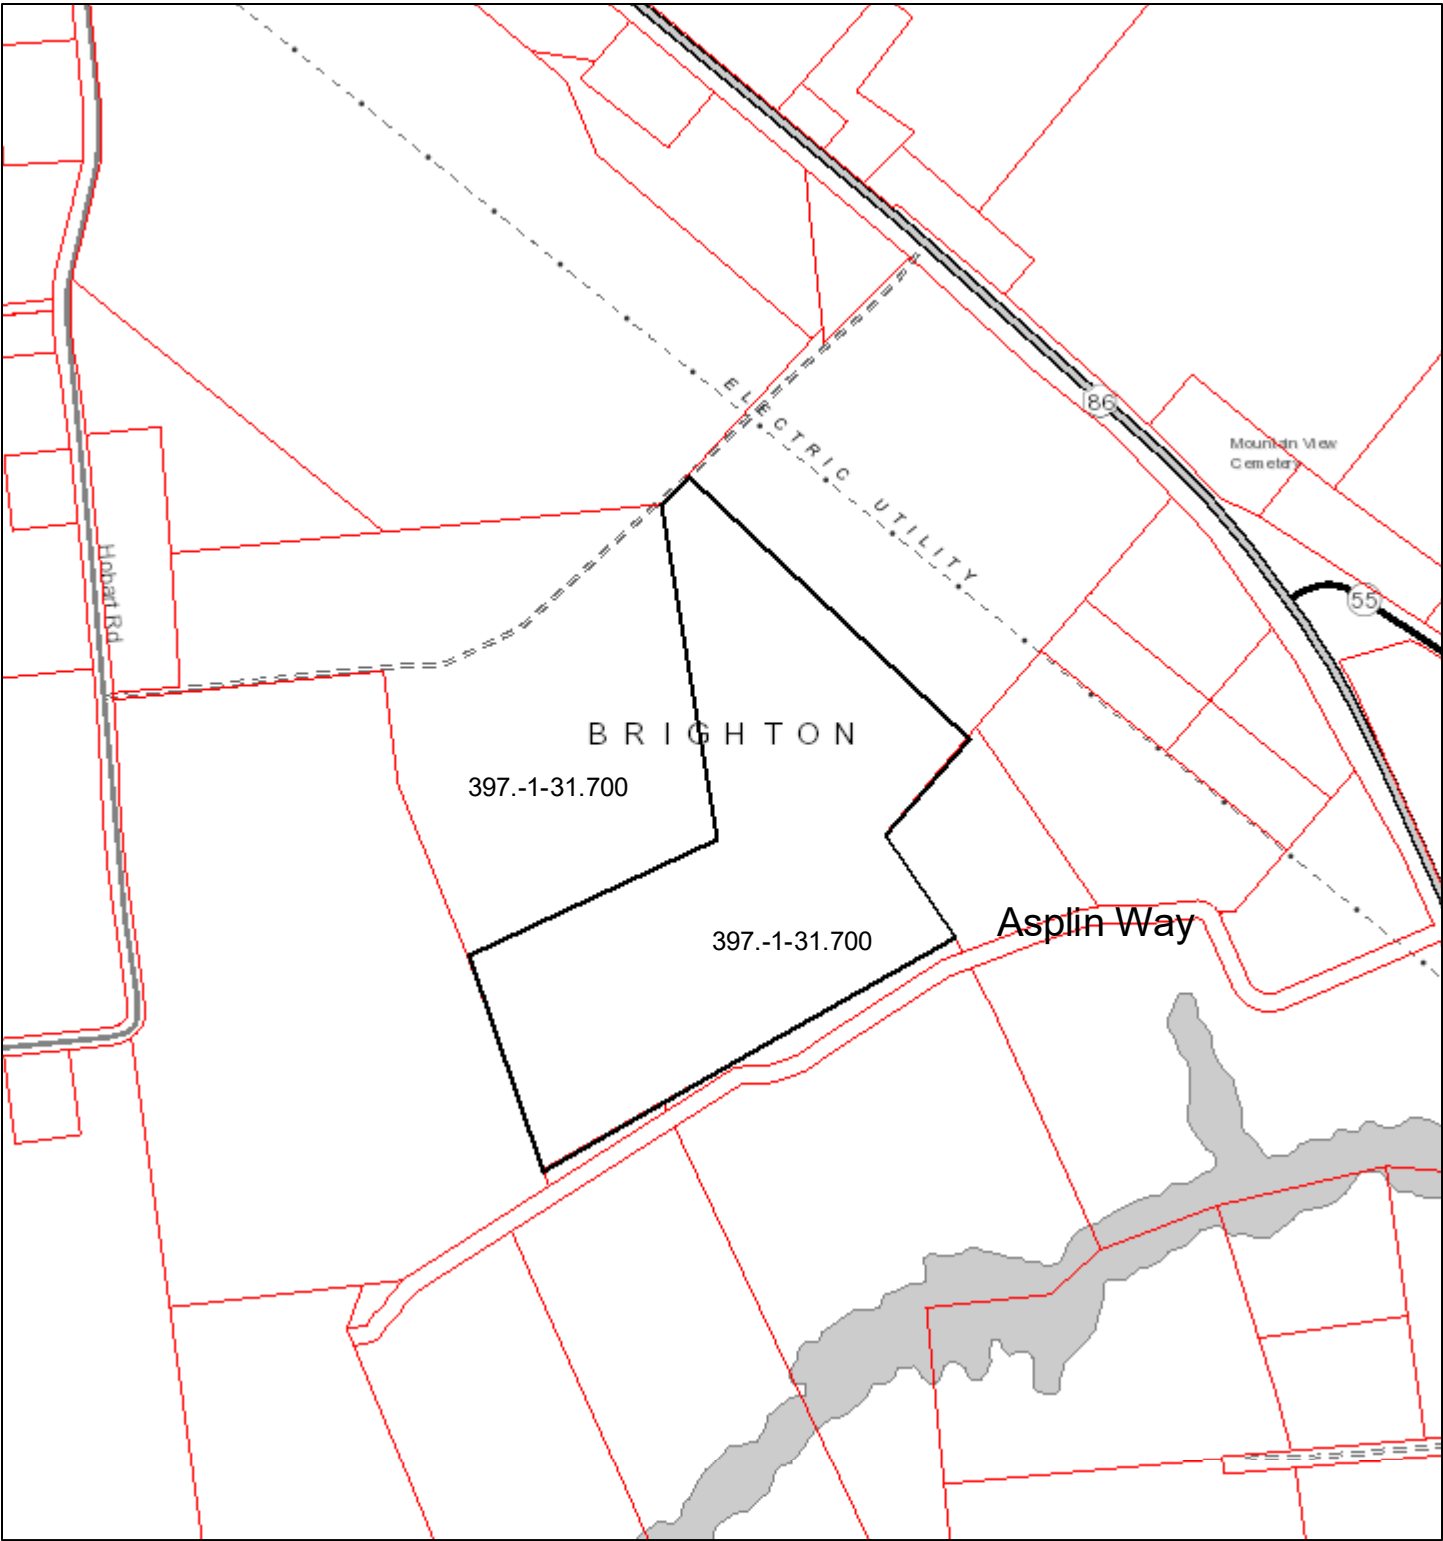 ELECTRIC UTILITY
86
Mountain View
Cemetery
55
Hobart Rd
BRIGHTON
397.-1-31.700
397.-1-31.700
Asplin Way